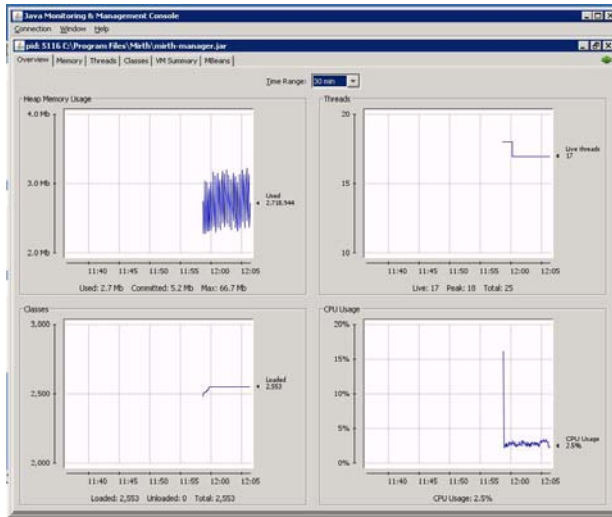 Java Monitoring & Management Console
Connection Window Help
pid: 5116 C:\Program Files\Mirth\mirth-manager.jar
Overview Memory Threads Classes VM Summary MBeans
Time Range: 30 min
Heap Memory Usage
4.0 Mb
3.0 Mb
2.0 Mb
Used
2,718,944
11:40 11:45 11:50 11:55 12:00 12:05
Used: 2.7 Mb Committed: 5.2 Mb Max: 66.7 Mb
Threads
20
15
10
Live threads
17
11:40 11:45 11:50 11:55 12:00 12:05
Live: 17 Peak: 18 Total: 25
Classes
3,000
2,500
2,000
Loaded
2,553
11:40 11:45 11:50 11:55 12:00 12:05
Loaded: 2,553 Unloaded: 0 Total: 2,553
CPU Usage
20%
15%
10%
5%
0%
CPU Usage
2.5%
11:40 11:45 11:50 11:55 12:00 12:05
CPU Usage: 2.5%